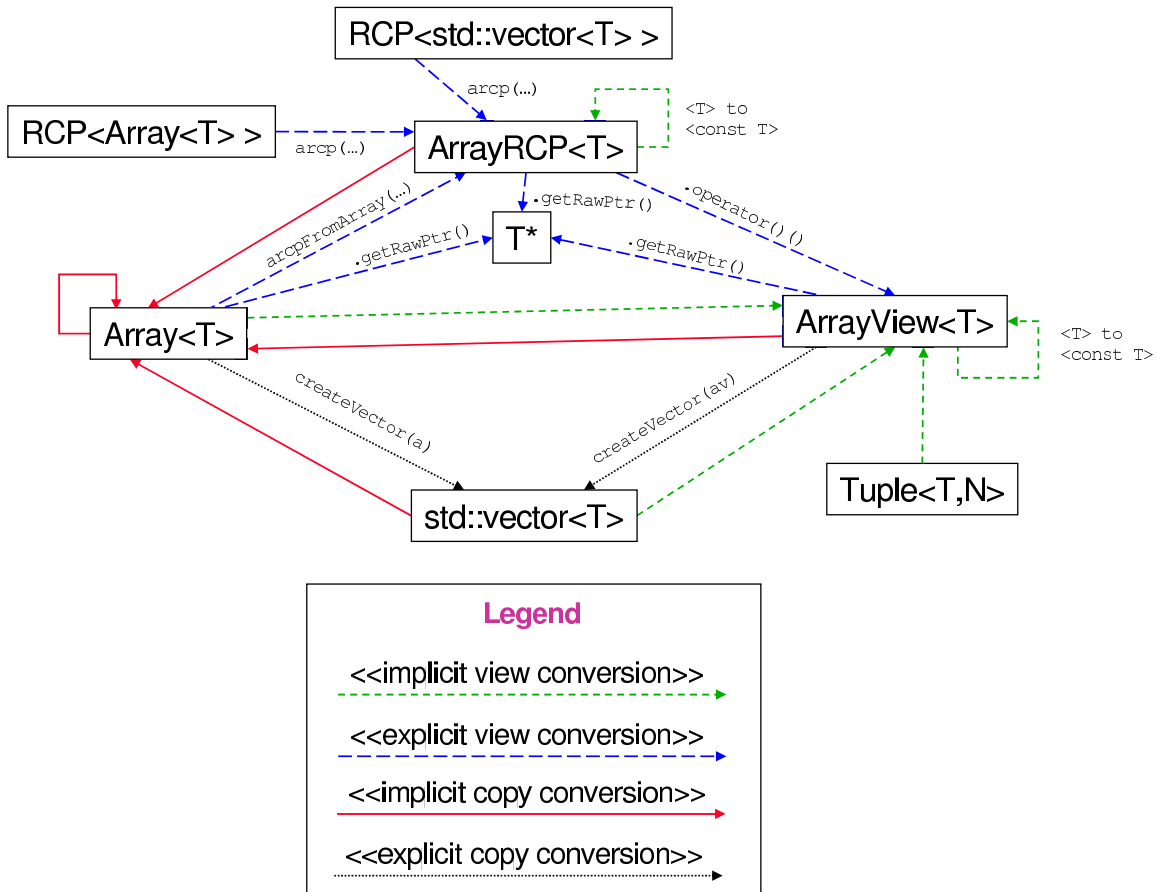 RCP<std::vector<T> >
arcp(…)
RCP<Array<T> >
arcp(…)
<T> to
<const T>
ArrayRCP<T>
arcpFromArray(…)
.getRawPtr()
.getRawPtr()
.operator()()
T*
.getRawPtr()
Array<T>
ArrayView<T>
<T> to
<const T>
createVector(a)
createVector(av)
Tuple<T,N>
std::vector<T>
Legend
<<implicit view conversion>>
<<explicit view conversion>>
<<implicit copy conversion>>
<<explicit copy conversion>>